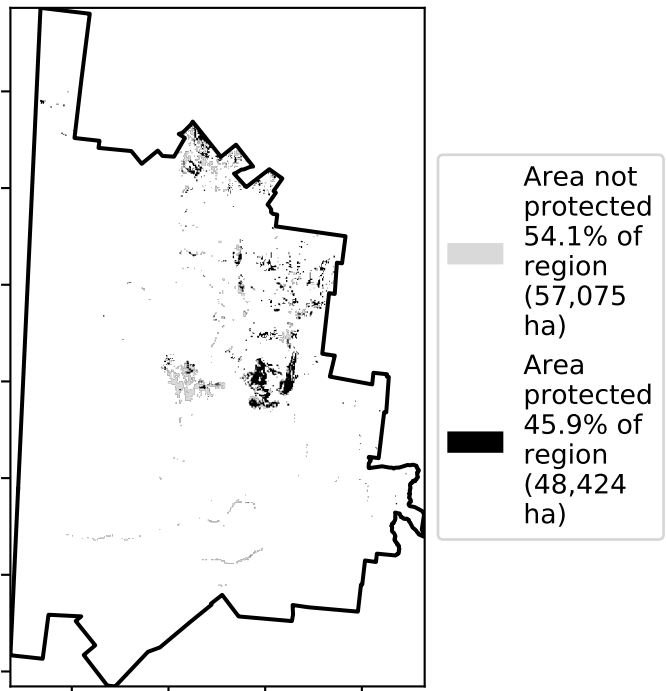 Area not
protected
54.1% of
region
(57,075
ha)
Area
protected
45.9% of
region
(48,424
ha)